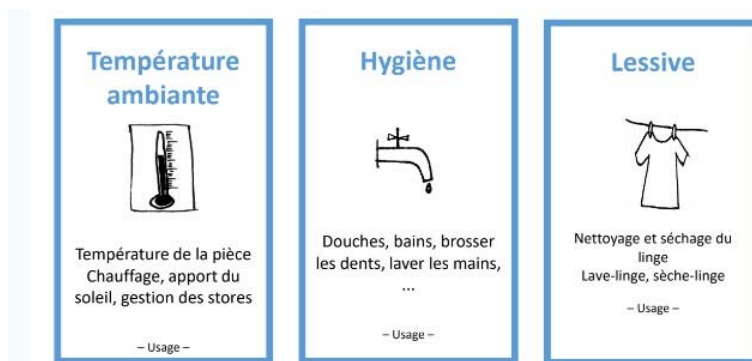 Température
ambiante
Température de la pièce
Chauffage, apport du
soleil, gestion des stores
– Usage –
Hygiène
Douches, bains, brosser
les dents, laver les mains,
...
– Usage –
Lessive
Nettoyage et séchage du
linge
Lave-linge, sèche-linge
– Usage –